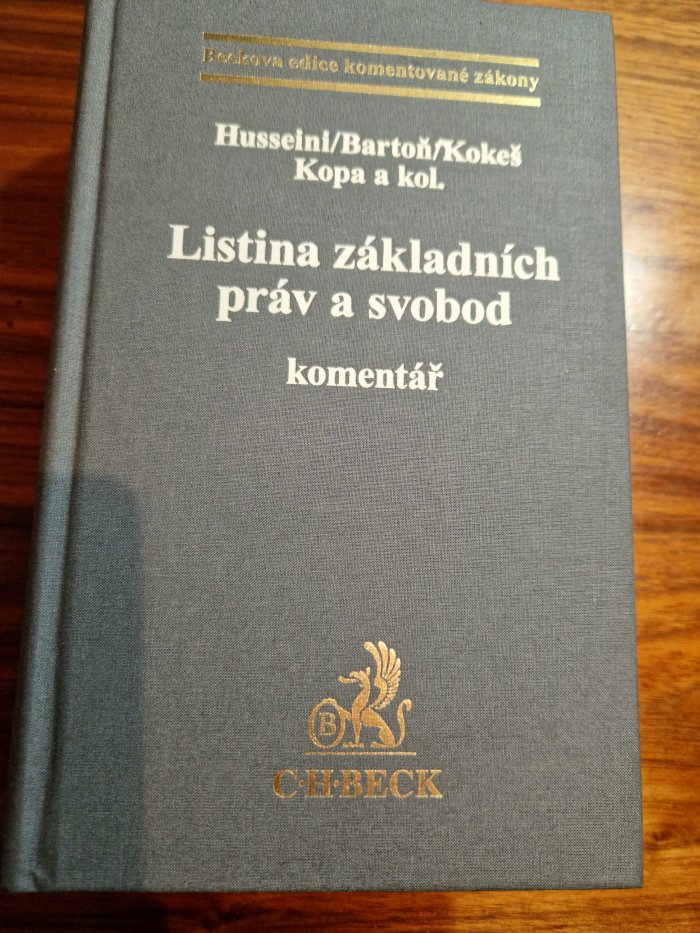 Beckova edice komentované zákony
Husseini/Bartoň/Kokeš
Kopa a kol.
Listina základních
práv a svobod
komentář
B
C·H·BECK